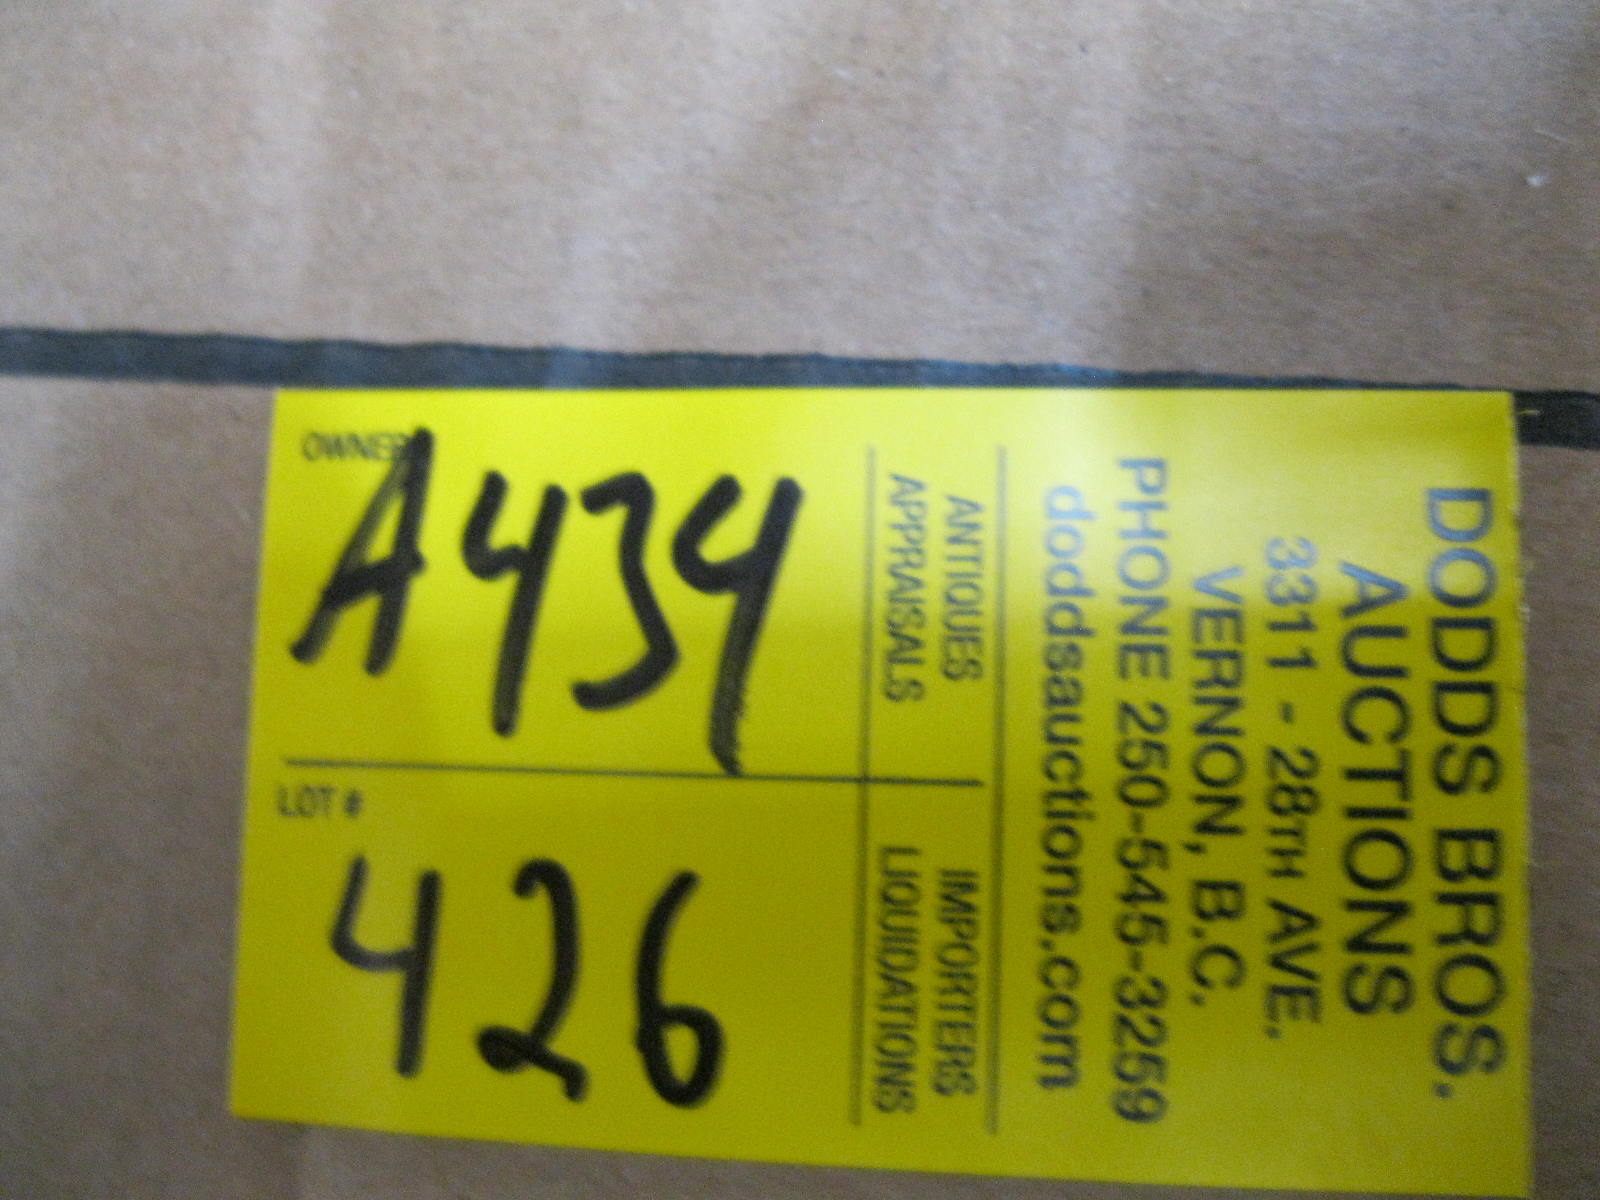 DODDS BROS.
AUCTIONS
3311 - 28TH AVE.
VERNON, B.C.
PHONE 250-545-3259
doddsauctions.com
ANTIQUES IMPORTERS
APPRAISALS LIQUIDATIONS
OWNER
A434
LOT #
426